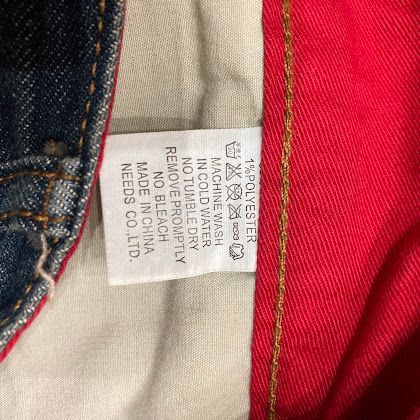 1%POLYESTER
MACHINE WASH
IN COLD WATER
NO TUMBLE DRY
REMOVE PROMPTLY
NO BLEACH
MADE IN CHINA
NEEDS CO.,LTD.